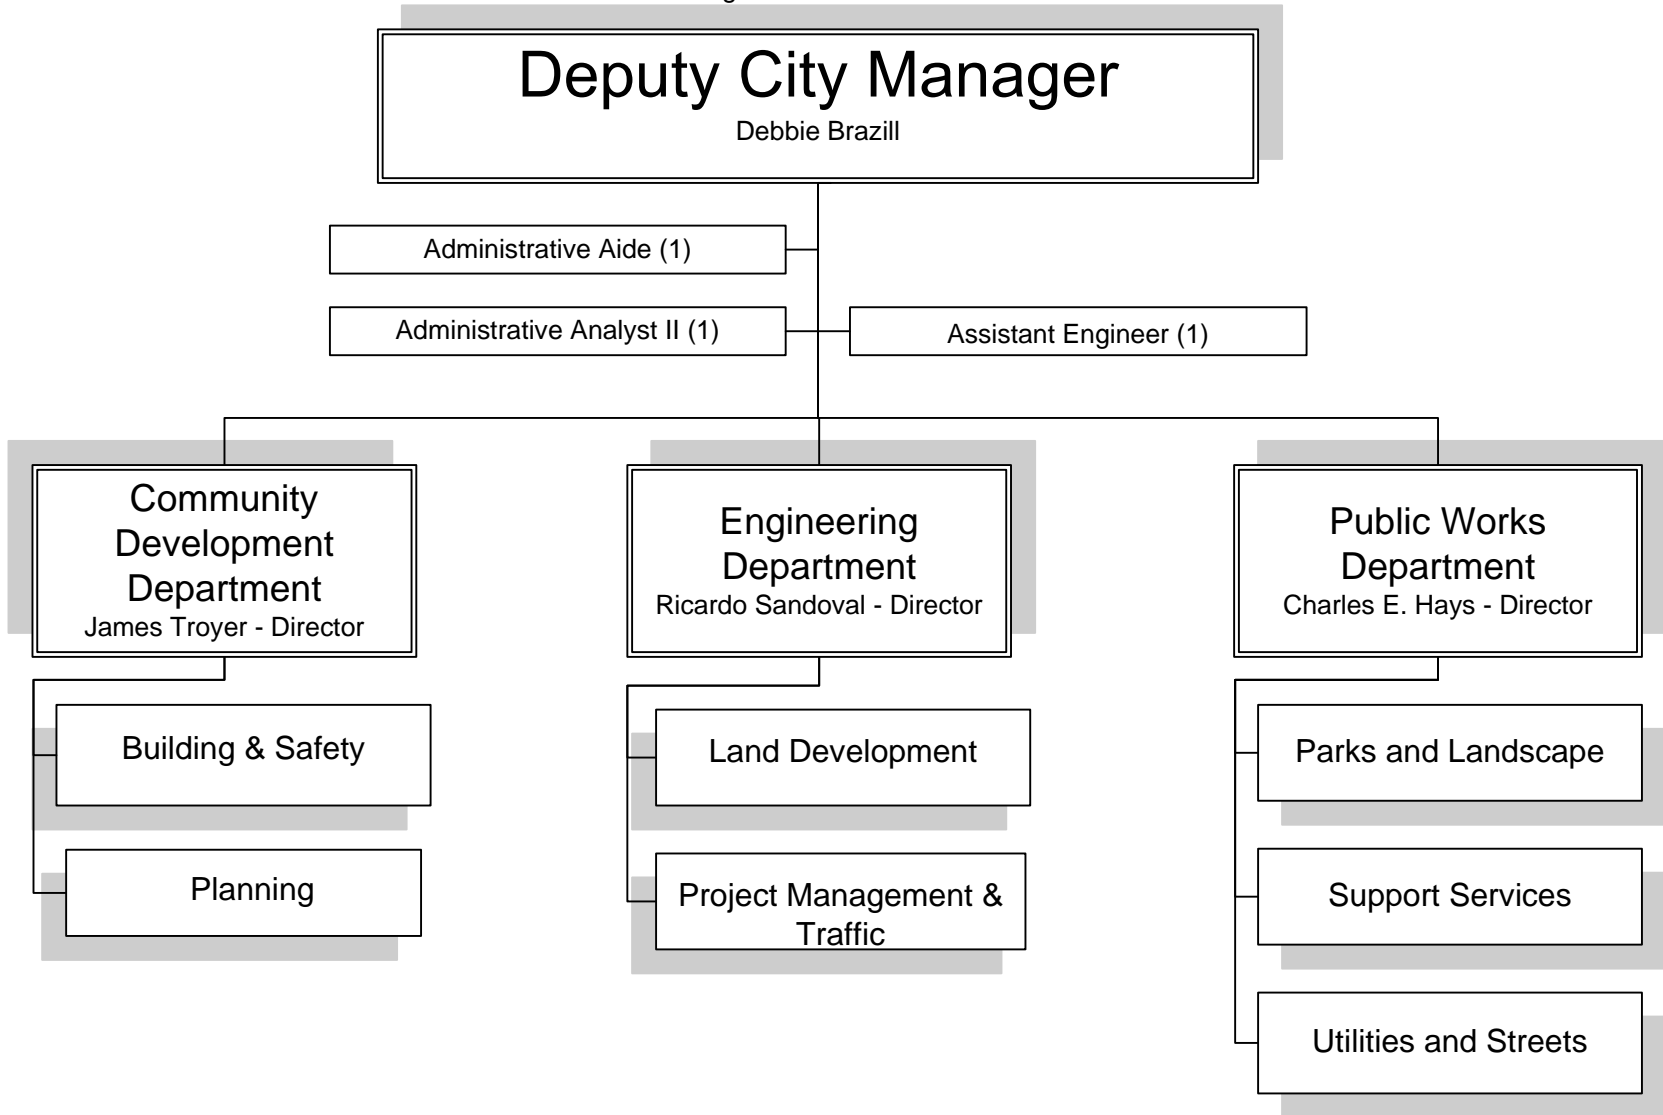 Deputy City Manager
Debbie Brazill
Administrative Aide (1)
Administrative Analyst II (1)
Assistant Engineer (1)
Community
Development
Department
James Troyer - Director
Engineering
Department
Ricardo Sandoval - Director
Public Works
Department
Charles E. Hays - Director
Building & Safety
Planning
Land Development
Project Management &
Traffic
Parks and Landscape
Support Services
Utilities and Streets